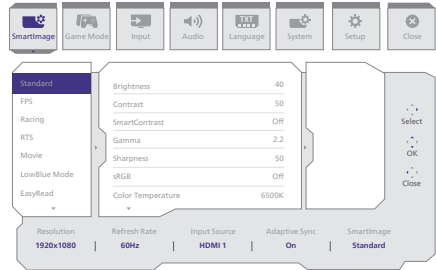 SmartImage
Game Mode
Input
Audio
TXT
Language
System
Setup
Close
Standard
FPS
Racing
RTS
Movie
LowBlue Mode
EasyRead
Brightness 40
Contrast 50
SmartContrast Off
Gamma 2.2
Sharpness 50
sRGB Off
Color Temperature 6500K
Select
OK
Close
Resolution Refresh Rate Input Source Adaptive Sync SmartImage
1920x1080 | 60Hz | HDMI 1 | On | Standard